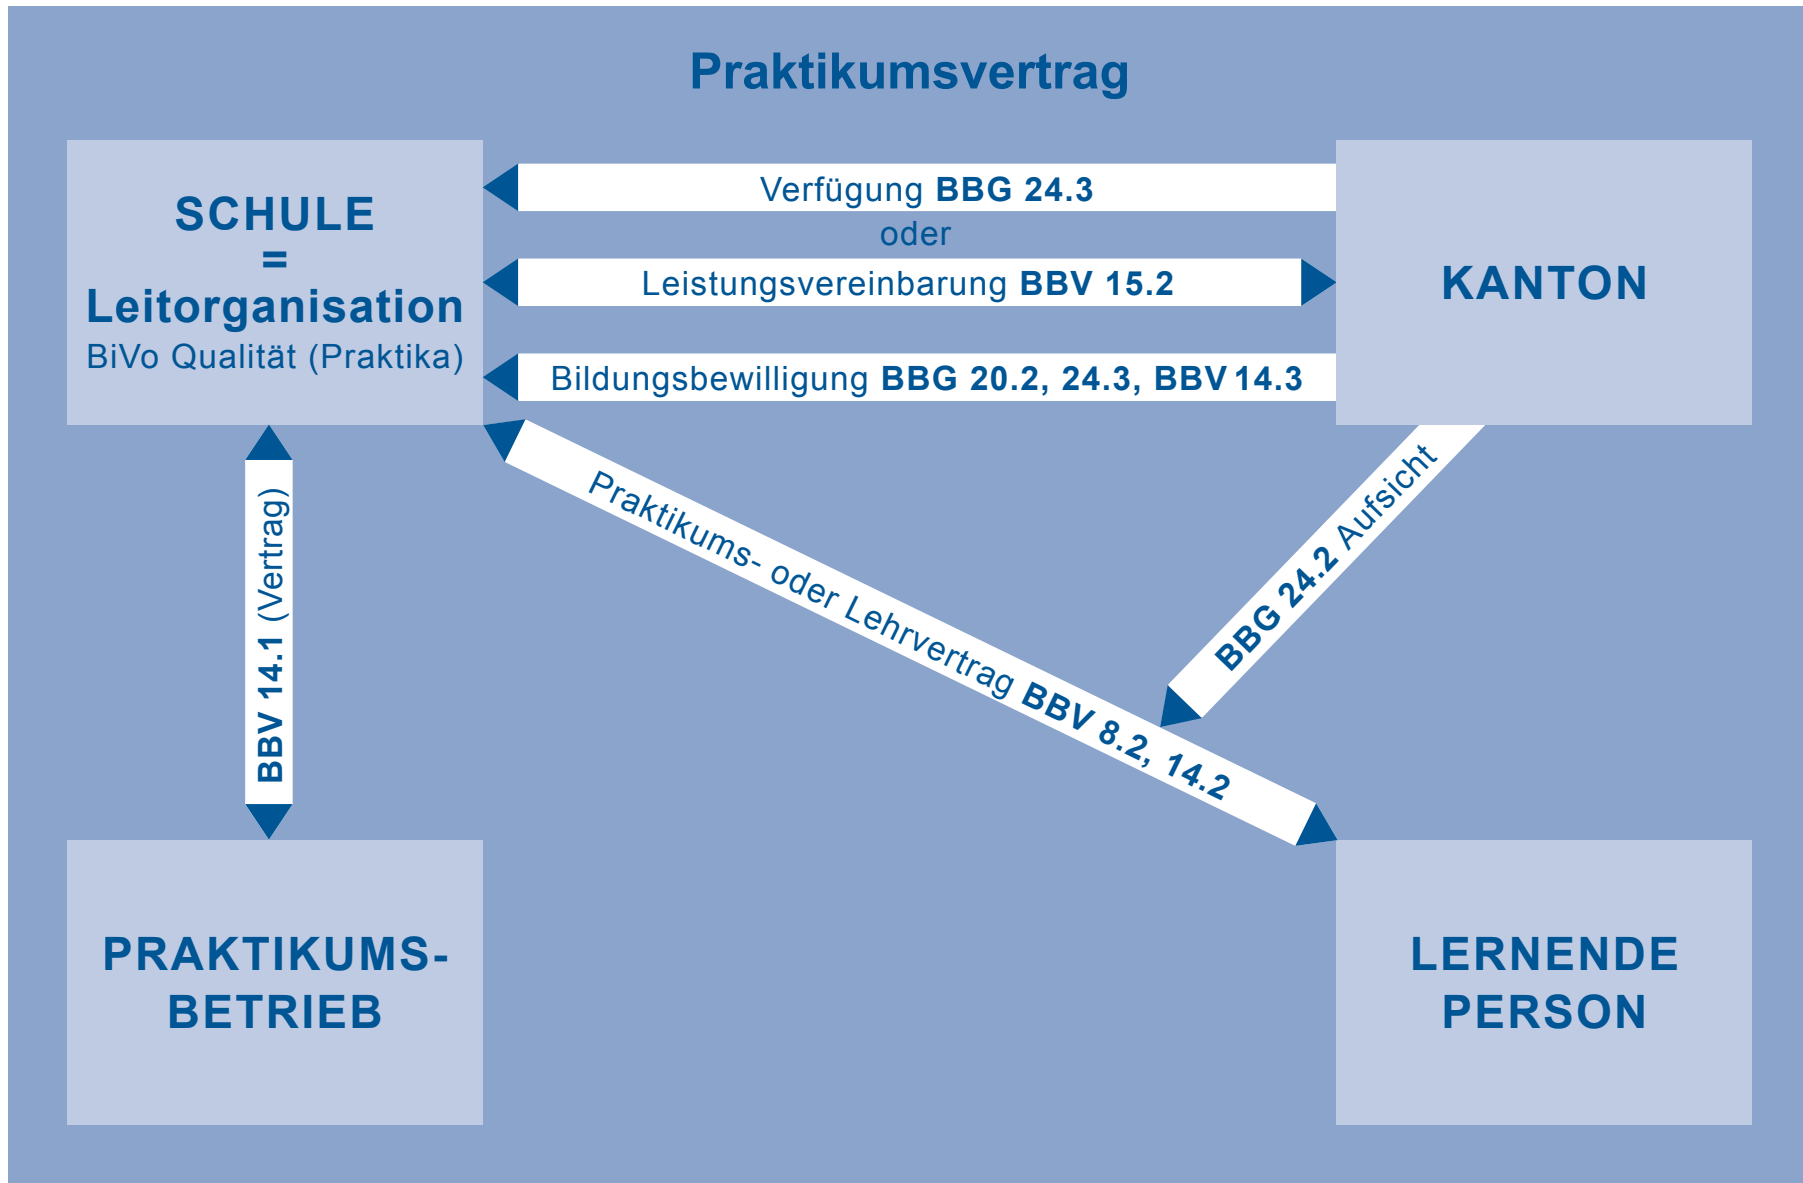 Praktikumsvertrag
SCHULE
=
Leitorganisation
BiVo Qualität (Praktika)
Verfügung BBG 24.3
oder
Leistungsvereinbarung BBV 15.2
Bildungsbewilligung BBG 20.2, 24.3, BBV 14.3
KANTON
BBV 14.1 (Vertrag)
Praktikums- oder Lehrvertrag BBV 8.2, 14.2
BBG 24.2 Aufsicht
PRAKTIKUMS-
BETRIEB
LERNENDE
PERSON